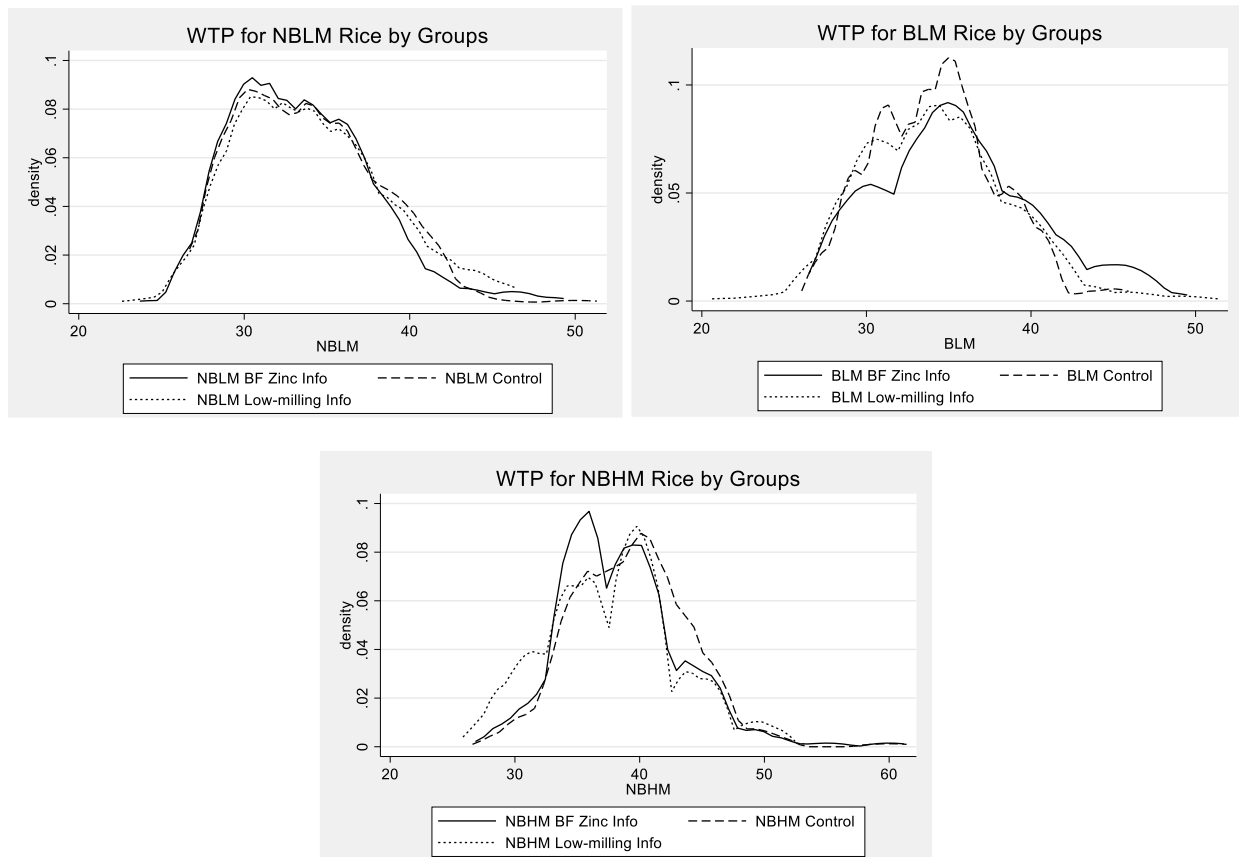 WTP for NBLM Rice by Groups
density
0 .02 .04 .06 .08 .1
20 30 40 50
NBLM
NBLM BF Zinc Info NBLM Control
NBLM Low-milling Info
WTP for BLM Rice by Groups
density
0 .05 .1
20 30 40 50
BLM
BLM BF Zinc Info BLM Control
BLM Low-milling Info
WTP for NBHM Rice by Groups
density
0 .02 .04 .06 .08 .1
20 30 40 50 60
NBHM
NBHM BF Zinc Info NBHM Control
NBHM Low-milling Info